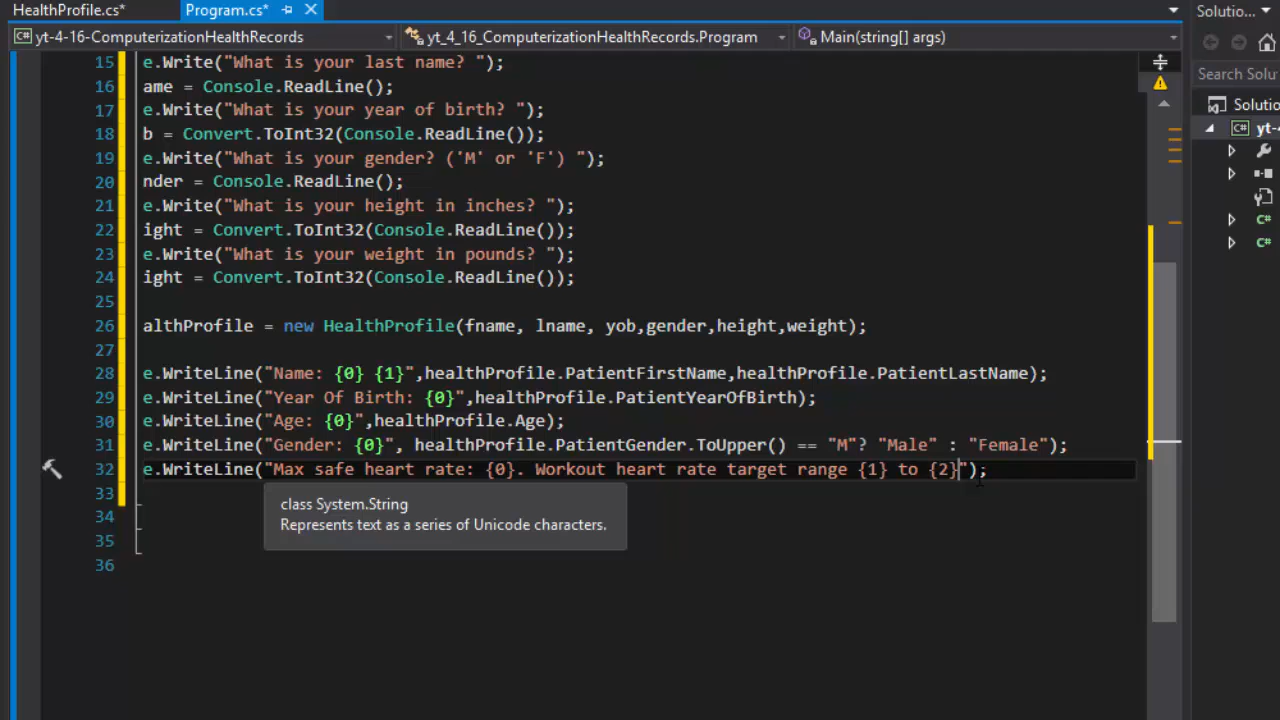 HealthProfile.cs*
Program.cs*
Solutio...
yt-4-16-ComputerizationHealthRecords
yt_4_16_ComputerizationHealthRecords.Program
Main(string[] args)
Search Solu
Solutio
yt-4
15 e.Write("What is your last name? ");
16 ame = Console.ReadLine();
17 e.Write("What is your year of birth? ");
18 b = Convert.ToInt32(Console.ReadLine());
19 e.Write("What is your gender? ('M' or 'F') ");
20 nder = Console.ReadLine();
21 e.Write("What is your height in inches? ");
22 ight = Convert.ToInt32(Console.ReadLine());
23 e.Write("What is your weight in pounds? ");
24 ight = Convert.ToInt32(Console.ReadLine());
25
26 althProfile = new HealthProfile(fname, lname, yob,gender,height,weight);
27
28 e.WriteLine("Name: {0} {1}",healthProfile.PatientFirstName,healthProfile.PatientLastName);
29 e.WriteLine("Year Of Birth: {0}",healthProfile.PatientYearOfBirth);
30 e.WriteLine("Age: {0}",healthProfile.Age);
31 e.WriteLine("Gender: {0}", healthProfile.PatientGender.ToUpper() == "M"? "Male" : "Female");
32 e.WriteLine("Max safe heart rate: {0}. Workout heart rate target range {1} to {2}");
33
class System.String
Represents text as a series of Unicode characters.
34
35
36